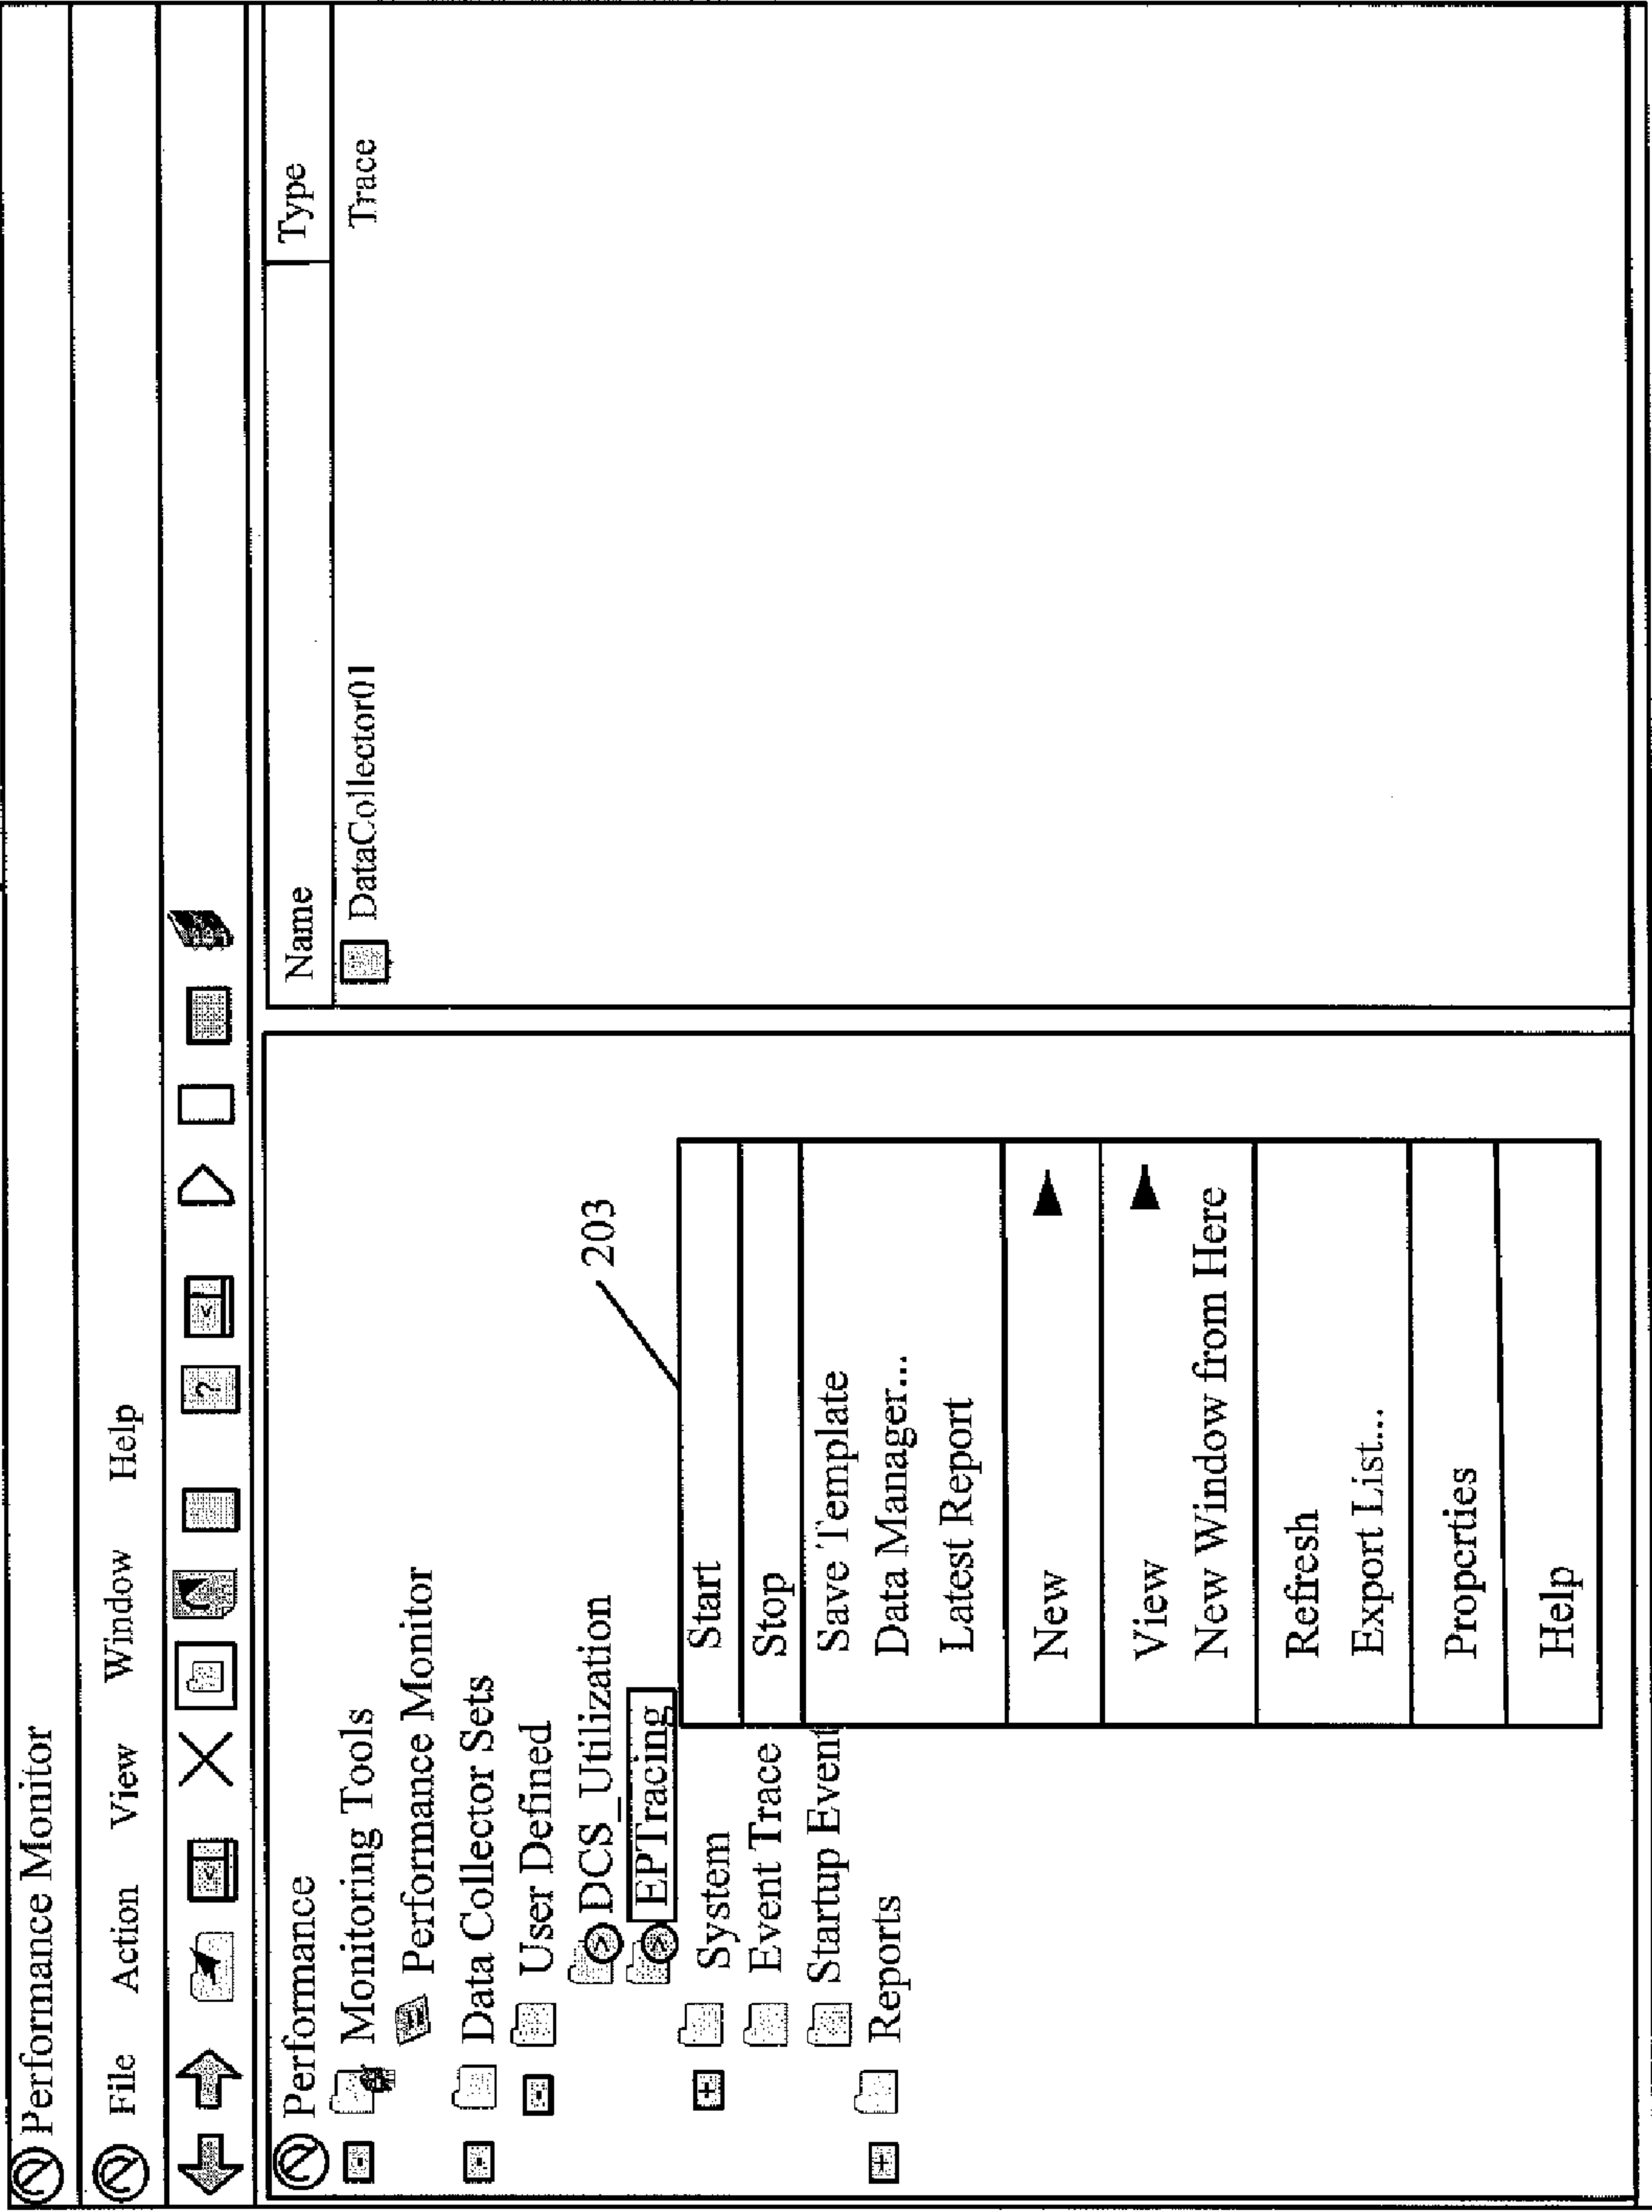 Performance Monitor
File Action View Window Help
Performance
Monitoring Tools
Performance Monitor
Data Collector Sets
User Defined
DCS_Utilization
EPTracing
System
Event Trace
Startup Event
Reports
203
Start
Stop
Save Template
Data Manager...
Latest Report
New
View
New Window from Here
Refresh
Export List...
Properties
Help
Name Type
DataCollector01 Trace